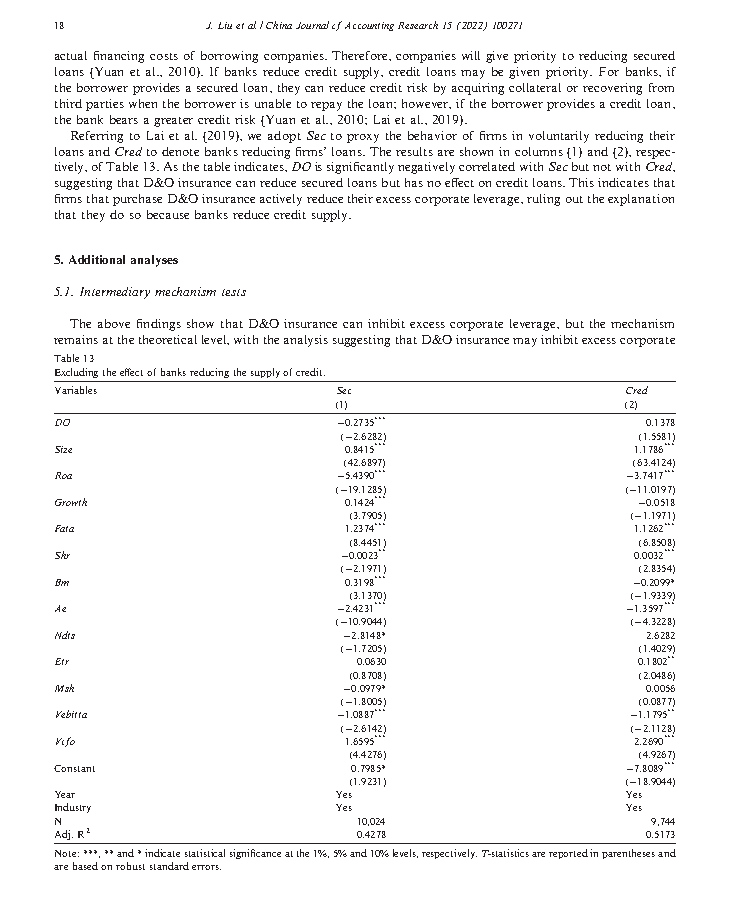 18
J. Liu et al / China Journal of Accounting Research 15 (2022) 100271
actual financing costs of borrowing companies. Therefore, companies will give priority to reducing secured
loans (Yuan et al., 2010). If banks reduce credit supply, credit loans may be given priority. For banks, if
the borrower provides a secured loan, they can reduce credit risk by acquiring collateral or recovering from
third parties when the borrower is unable to repay the loan; however, if the borrower provides a credit loan,
the bank bears a greater credit risk (Yuan et al., 2010; Lai et al., 2019).
Referring to Lai et al. (2019), we adopt Sec to proxy the behavior of firms in voluntarily reducing their
loans and Cred to denote banks reducing firms' loans. The results are shown in columns (1) and (2), respec-
tively, of Table 13. As the table indicates, DO is significantly negatively correlated with Sec but not with Cred,
suggesting that D&O insurance can reduce secured loans but has no effect on credit loans. This indicates that
firms that purchase D&O insurance actively reduce their excess corporate leverage, ruling out the explanation
that they do so because banks reduce credit supply.
5. Additional analyses
5.1. Intermediary mechanism tests
The above findings show that D&O insurance can inhibit excess corporate leverage, but the mechanism
remains at the theoretical level, with the analysis suggesting that D&O insurance may inhibit excess corporate
Table 13
Excluding the effect of banks reducing the supply of credit.
Variables Sec Cred
(1) (2)
DO −0.2735*** 0.1378
(−2.6282) (1.5581)
Size 0.8415*** 1.1786***
(42.6897) (63.4124)
Roa −5.4390*** −3.7417***
(−19.1285) (−11.0197)
Growth 0.1424*** −0.0518
(3.7905) (−1.1971)
Fata 1.2374*** 1.1262***
(8.4451) (6.8508)
Shr −0.0023** 0.0032***
(−2.1971) (2.8354)
Bm 0.3198*** −0.2099*
(3.1370) (−1.9339)
Ae −2.4231*** −1.3597***
(−10.9044) (−4.3228)
Ndts −2.8148* 2.6282
(−1.7205) (1.4029)
Etr 0.0630 0.1802**
(0.8708) (2.0486)
Msh −0.0979* 0.0056
(−1.8005) (0.0877)
Vebitta −1.0887*** −1.1795**
(−2.6142) (−2.1128)
Vcfo 1.6595*** 2.2690***
(4.4276) (4.9267)
Constant 0.7985* −7.8089***
(1.9231) (−18.9044)
Year Yes Yes
Industry Yes Yes
N 10,024 9,744
Adj. R² 0.4278 0.5173
Note: ***, ** and * indicate statistical significance at the 1%, 5% and 10% levels, respectively. T-statistics are reported in parentheses and
are based on robust standard errors.